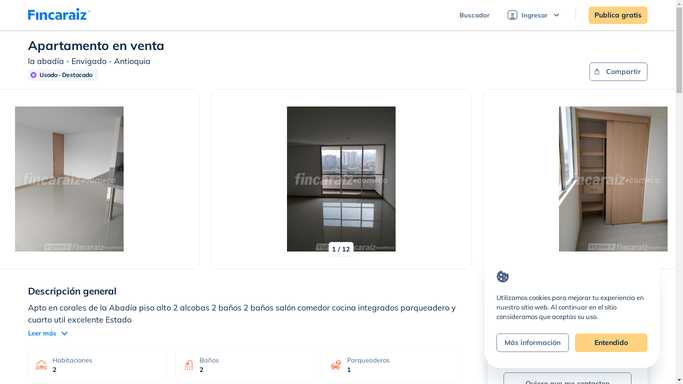 Fincaraiz
Buscador
Ingresar
Publica gratis
Apartamento en venta
la abadía - Envigado - Antioquia
Usado - Destacado
Compartir
fincaraiz.com.co
fincaraiz.com.co
fincaraiz
1 / 12
Descripción general
Apto en corales de la Abadía piso alto 2 alcobas 2 baños 2 baños salón comedor cocina integrados parqueadero y
cuarto util excelente Estado
Leer más
Habitaciones
2
Baños
2
Parqueaderos
1
Utilizamos cookies para mejorar tu experiencia en
nuestro sitio web. Al continuar en el sitio
consideramos que aceptas su uso.
Más información
Entendido
Quiero que me contacten